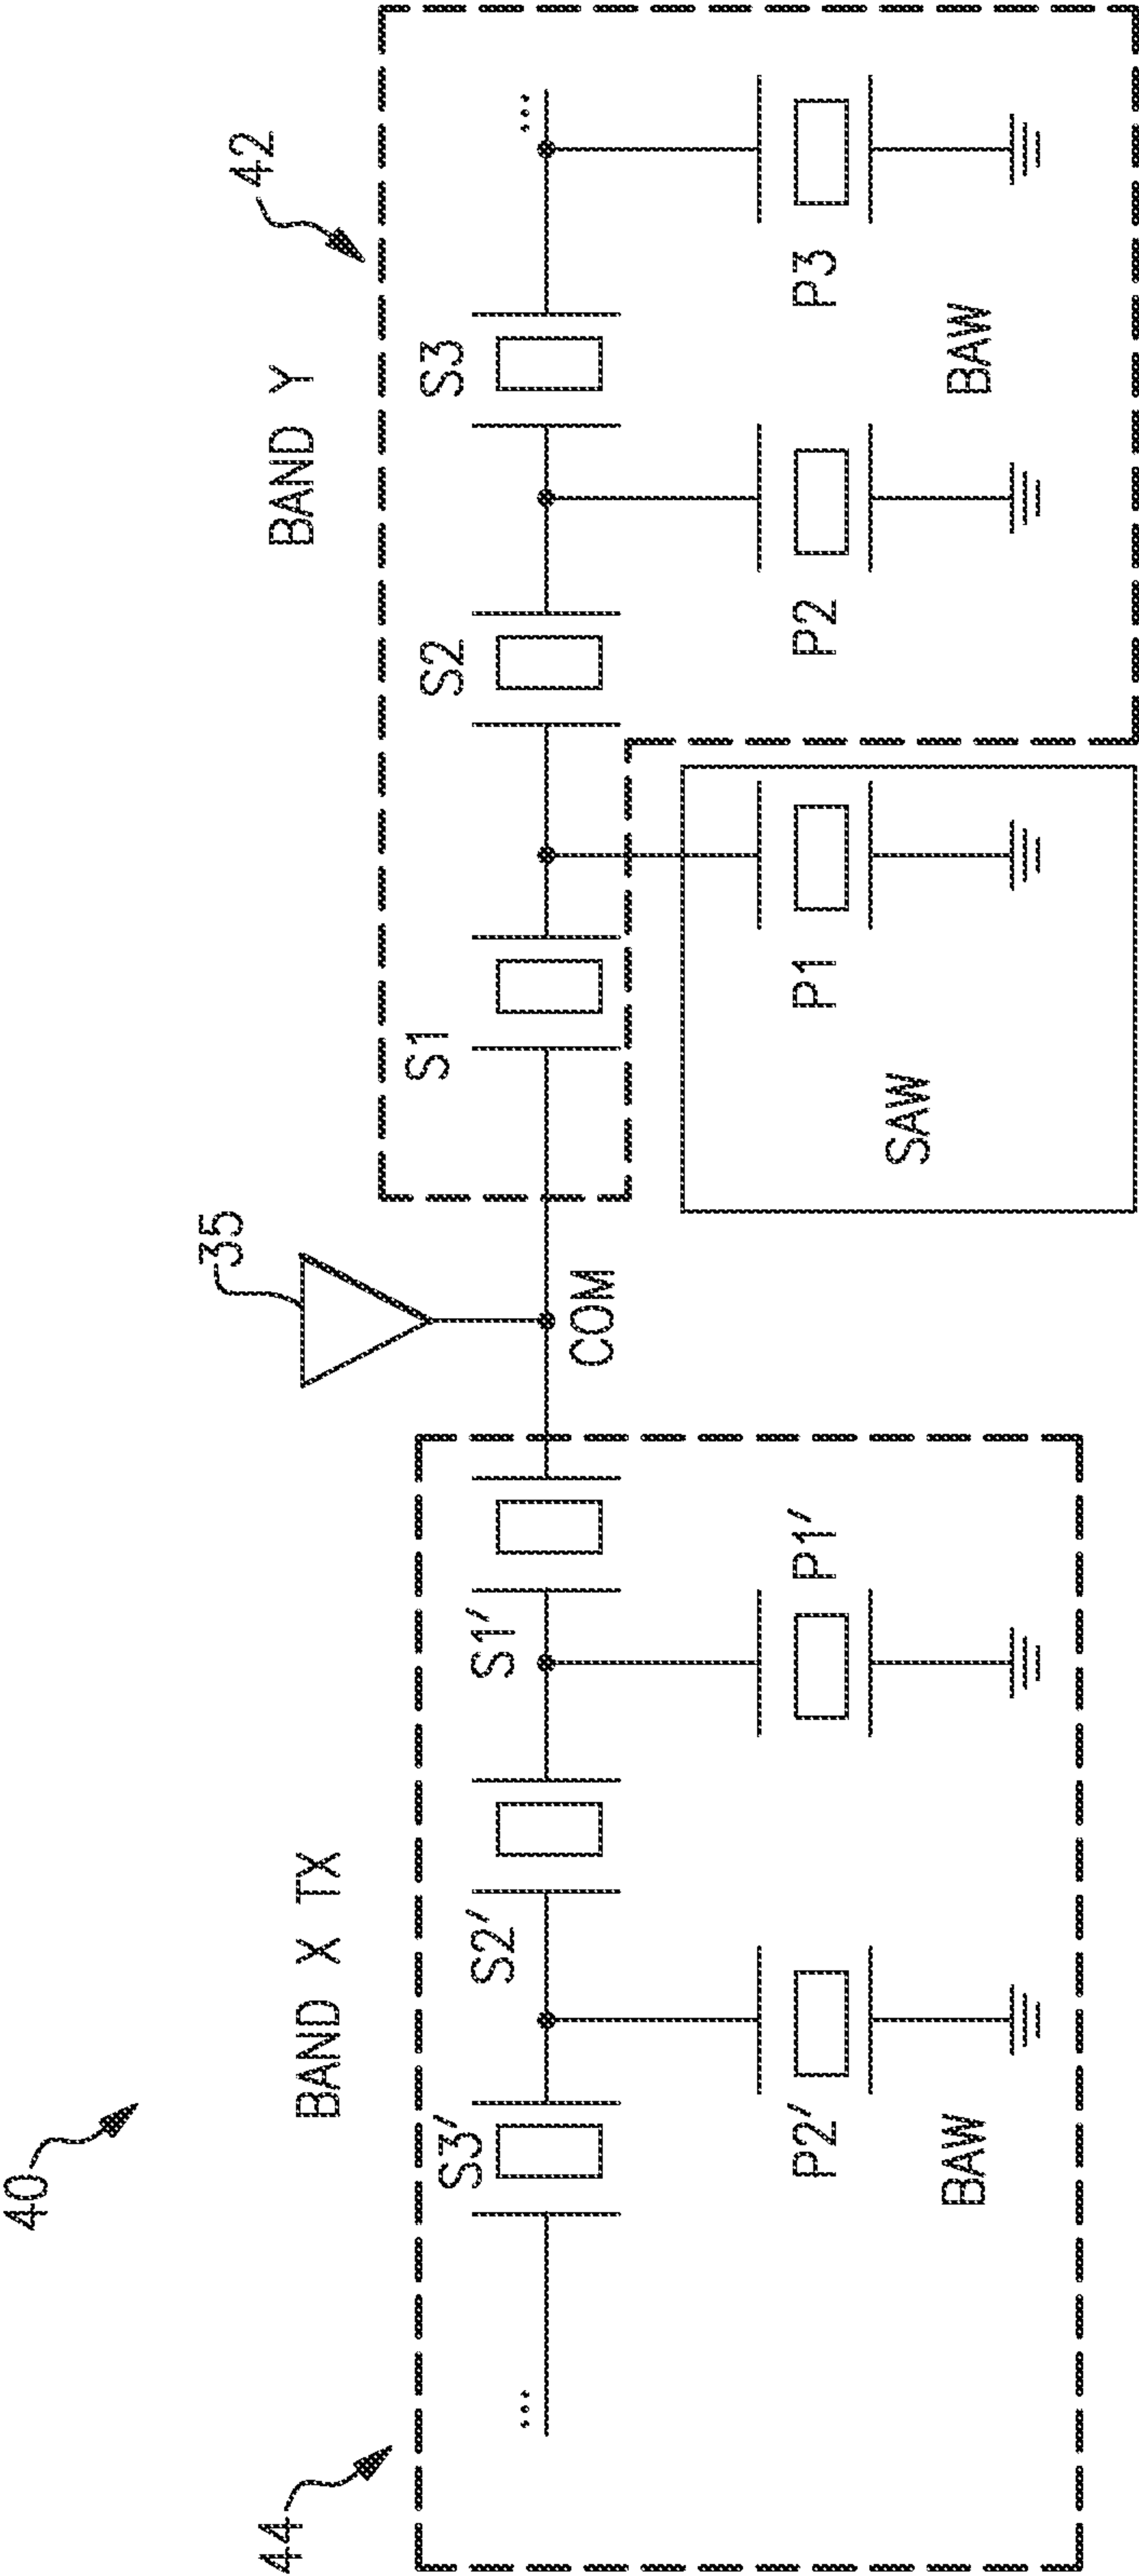 40
BAND X TX
BAND Y
44
35
42
S3′
S2′
S1′
S1
S2
S3
...
...
COM
P2′
P1′
P1
P2
P3
BAW
SAW
BAW